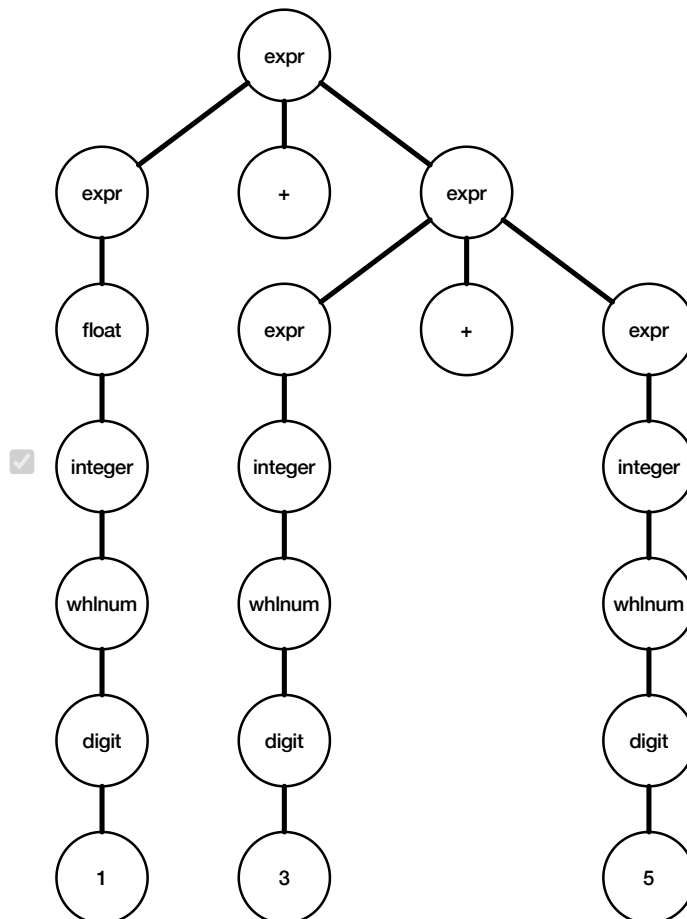 expr
expr + expr
float expr + expr
integer integer integer
whlnum whlnum whlnum
digit digit digit
1 3 5